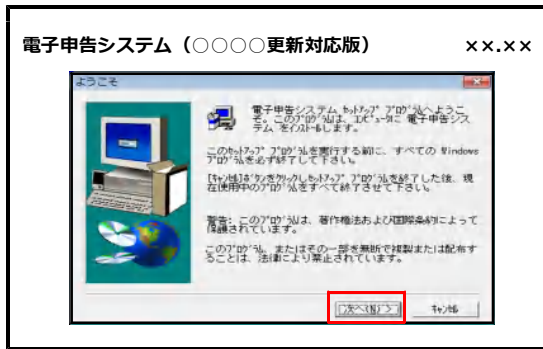 電子申告システム（○○○○更新対応版） ××.××
ようこそ
電子申告システム ｾｯﾄｱｯﾌﾟ ﾌﾟﾛｸﾞﾗﾑへようこ
そ。このﾌﾟﾛｸﾞﾗﾑは、ｺﾝﾋﾟｭｰﾀに 電子申告シス
テム をｲﾝｽﾄｰﾙします。
このｾｯﾄｱｯﾌﾟ ﾌﾟﾛｸﾞﾗﾑを実行する前に、すべての Windows
ﾌﾟﾛｸﾞﾗﾑを必ず終了して下さい。
[ｷｬﾝｾﾙ]ﾎﾞﾀﾝをｸﾘｯｸしｾｯﾄｱｯﾌﾟ ﾌﾟﾛｸﾞﾗﾑを終了した後、現
在使用中のﾌﾟﾛｸﾞﾗﾑをすべて終了させて下さい。
警告: このﾌﾟﾛｸﾞﾗﾑは、著作権法および国際条約によって
保護されています。
このﾌﾟﾛｸﾞﾗﾑ、またはその一部を無断で複製または配布す
ることは、法律により禁止されています。
次へ(N) > ｷｬﾝｾﾙ